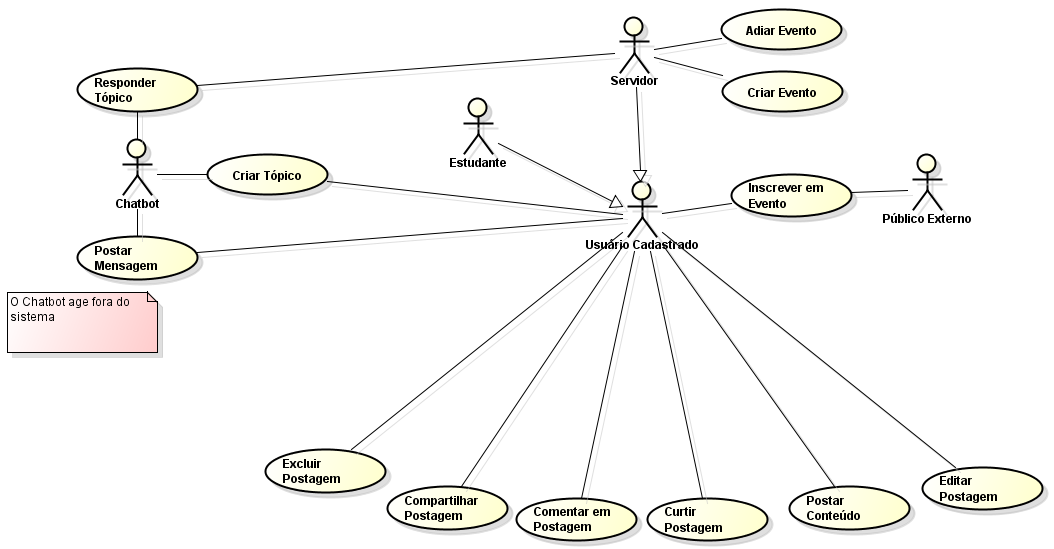 Adiar Evento
Servidor
Responder
Tópico
Criar Evento
Estudante
Chatbot
Criar Tópico
Inscrever em
Evento
Público Externo
Usuário Cadastrado
Postar
Mensagem
O Chatbot age fora do
sistema
Excluir
Postagem
Compartilhar
Postagem
Comentar em
Postagem
Curtir
Postagem
Postar
Conteúdo
Editar
Postagem